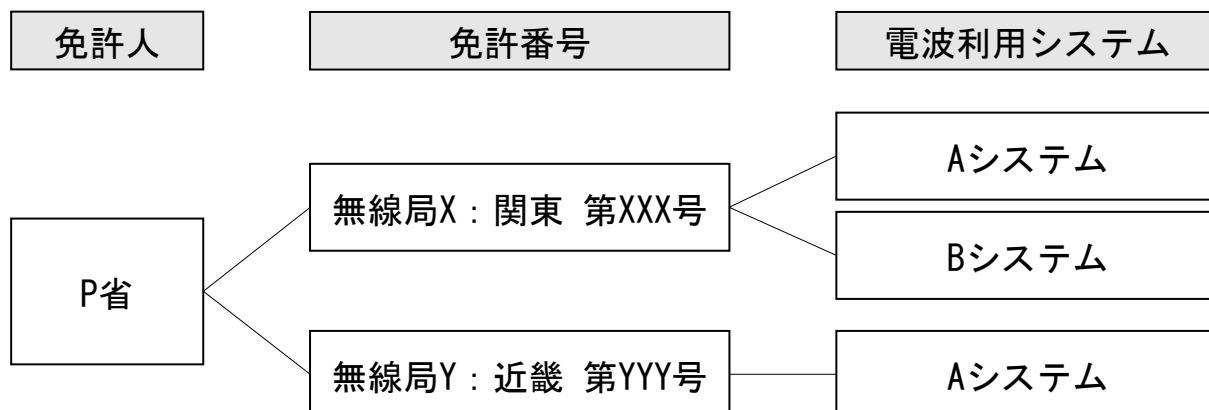 免許人
免許番号
電波利用システム
P省
無線局X：関東 第XXX号
無線局Y：近畿 第YYY号
Aシステム
Bシステム
Aシステム